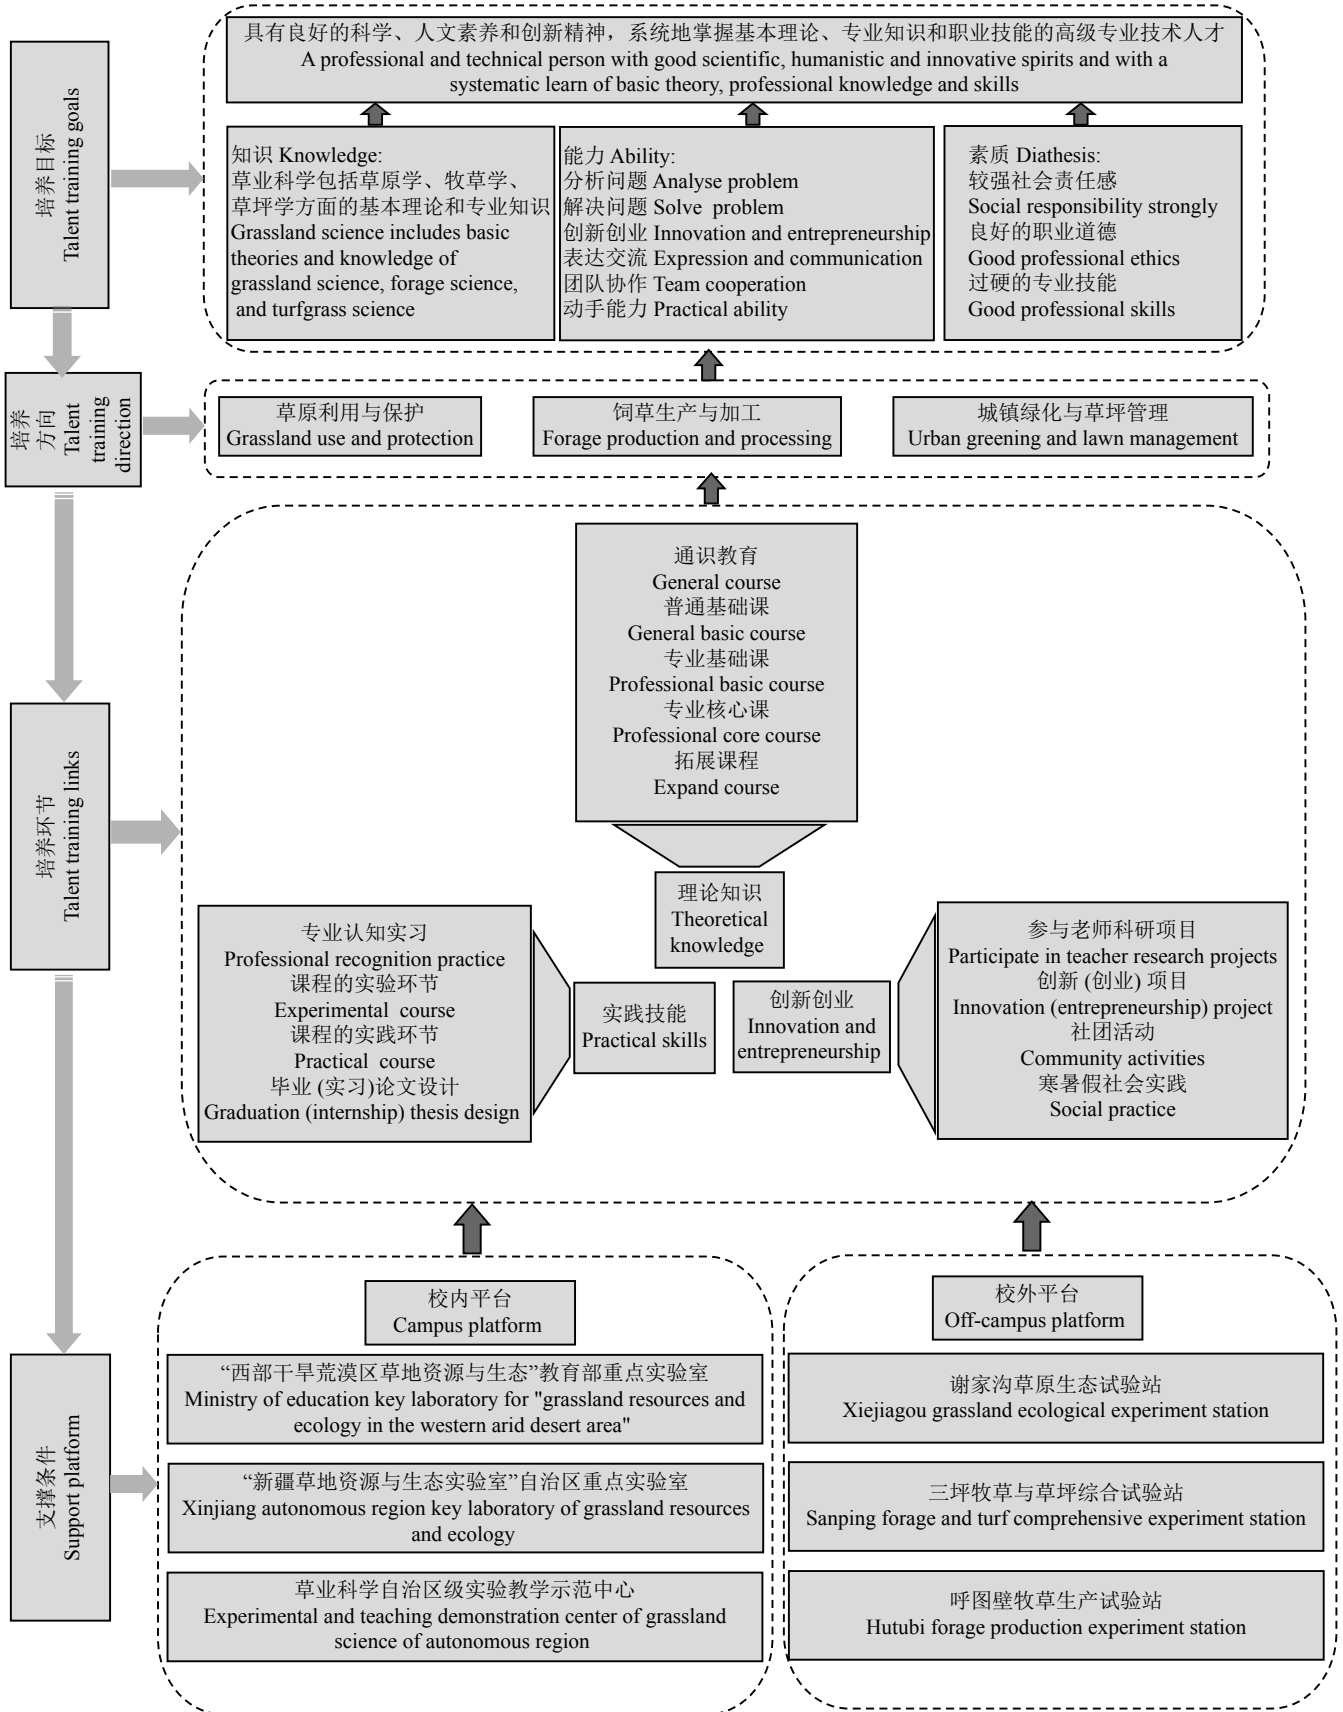 具有良好的科学、人文素养和创新精神，系统地掌握基本理论、专业知识和职业技能的高级专业技术人才
A professional and technical person with good scientific, humanistic and innovative spirits and with a
systematic learn of basic theory, professional knowledge and skills
培养目标
Talent training goals
知识 Knowledge:
草业科学包括草原学、牧草学、
草坪学方面的基本理论和专业知识
Grassland science includes basic
theories and knowledge of
grassland science, forage science,
and turfgrass science
能力 Ability:
分析问题 Analyse problem
解决问题 Solve problem
创新创业 Innovation and entrepreneurship
表达交流 Expression and communication
团队协作 Team cooperation
动手能力 Practical ability
素质 Diathesis:
较强社会责任感
Social responsibility strongly
良好的职业道德
Good professional ethics
过硬的专业技能
Good professional skills
培养
方向 Talent
training
direction
草原利用与保护
Grassland use and protection
饲草生产与加工
Forage production and processing
城镇绿化与草坪管理
Urban greening and lawn management
培养环节
Talent training links
通识教育
General course
普通基础课
General basic course
专业基础课
Professional basic course
专业核心课
Professional core course
拓展课程
Expand course
理论知识
Theoretical
knowledge
专业认知实习
Professional recognition practice
课程的实验环节
Experimental course
课程的实践环节
Practical course
毕业 (实习)论文设计
Graduation (internship) thesis design
实践技能
Practical skills
创新创业
Innovation and
entrepreneurship
参与老师科研项目
Participate in teacher research projects
创新 (创业) 项目
Innovation (entrepreneurship) project
社团活动
Community activities
寒暑假社会实践
Social practice
支撑条件
Support platform
校内平台
Campus platform
“西部干旱荒漠区草地资源与生态”教育部重点实验室
Ministry of education key laboratory for "grassland resources and
ecology in the western arid desert area"
“新疆草地资源与生态实验室”自治区重点实验室
Xinjiang autonomous region key laboratory of grassland resources
and ecology
草业科学自治区级实验教学示范中心
Experimental and teaching demonstration center of grassland
science of autonomous region
校外平台
Off-campus platform
谢家沟草原生态试验站
Xiejiagou grassland ecological experiment station
三坪牧草与草坪综合试验站
Sanping forage and turf comprehensive experiment station
呼图壁牧草生产试验站
Hutubi forage production experiment station